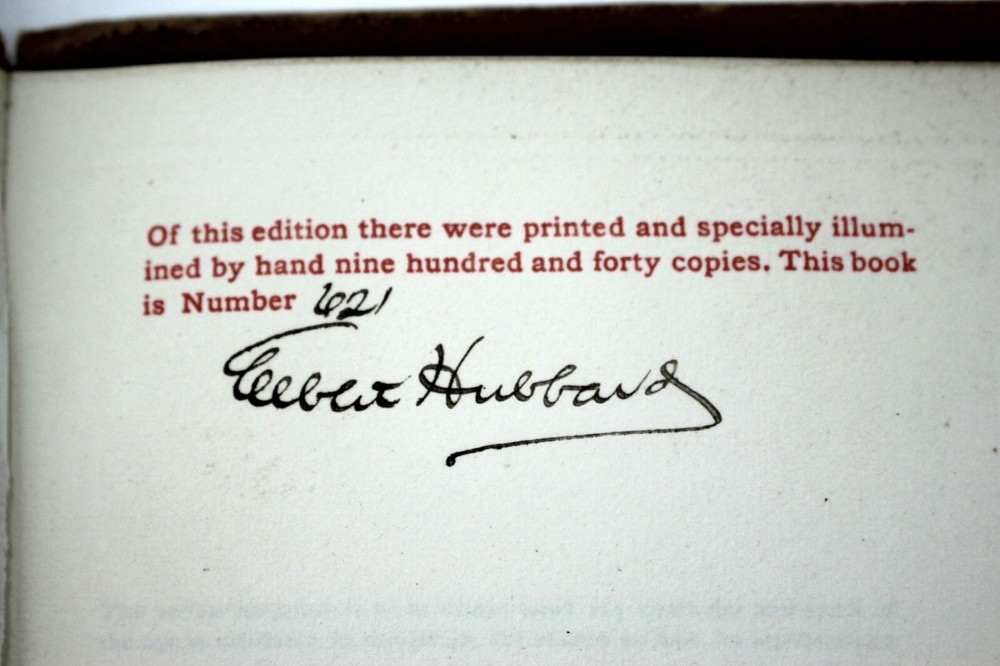 Of this edition there were printed and specially illum-
ined by hand nine hundred and forty copies. This book
is Number 621
Elbert Hubbard